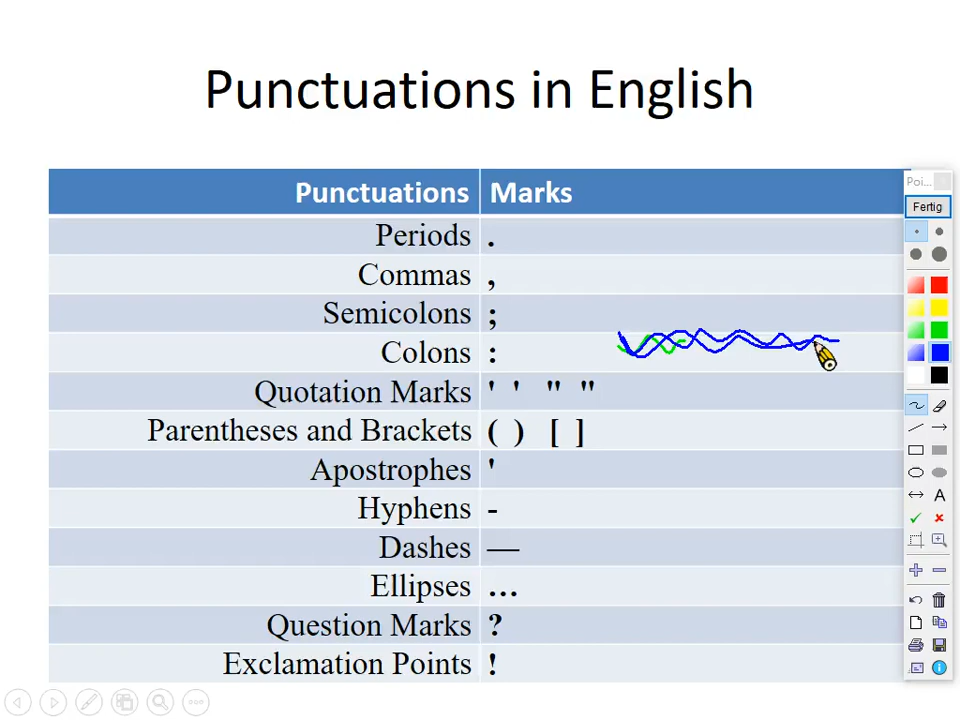 Punctuations in English
Punctuations Marks
Periods .
Commas ,
Semicolons ;
Colons :
Quotation Marks ' ' " "
Parentheses and Brackets ( ) [ ]
Apostrophes '
Hyphens -
Dashes —
Ellipses …
Question Marks ?
Exclamation Points !
Poi...
Fertig
A